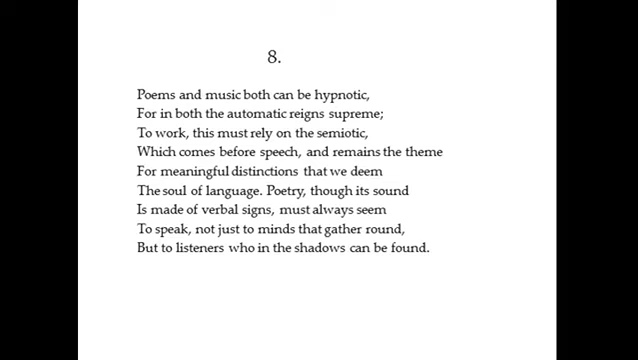 8.
Poems and music both can be hypnotic,
For in both the automatic reigns supreme;
To work, this must rely on the semiotic,
Which comes before speech, and remains the theme
For meaningful distinctions that we deem
The soul of language. Poetry, though its sound
Is made of verbal signs, must always seem
To speak, not just to minds that gather round,
But to listeners who in the shadows can be found.